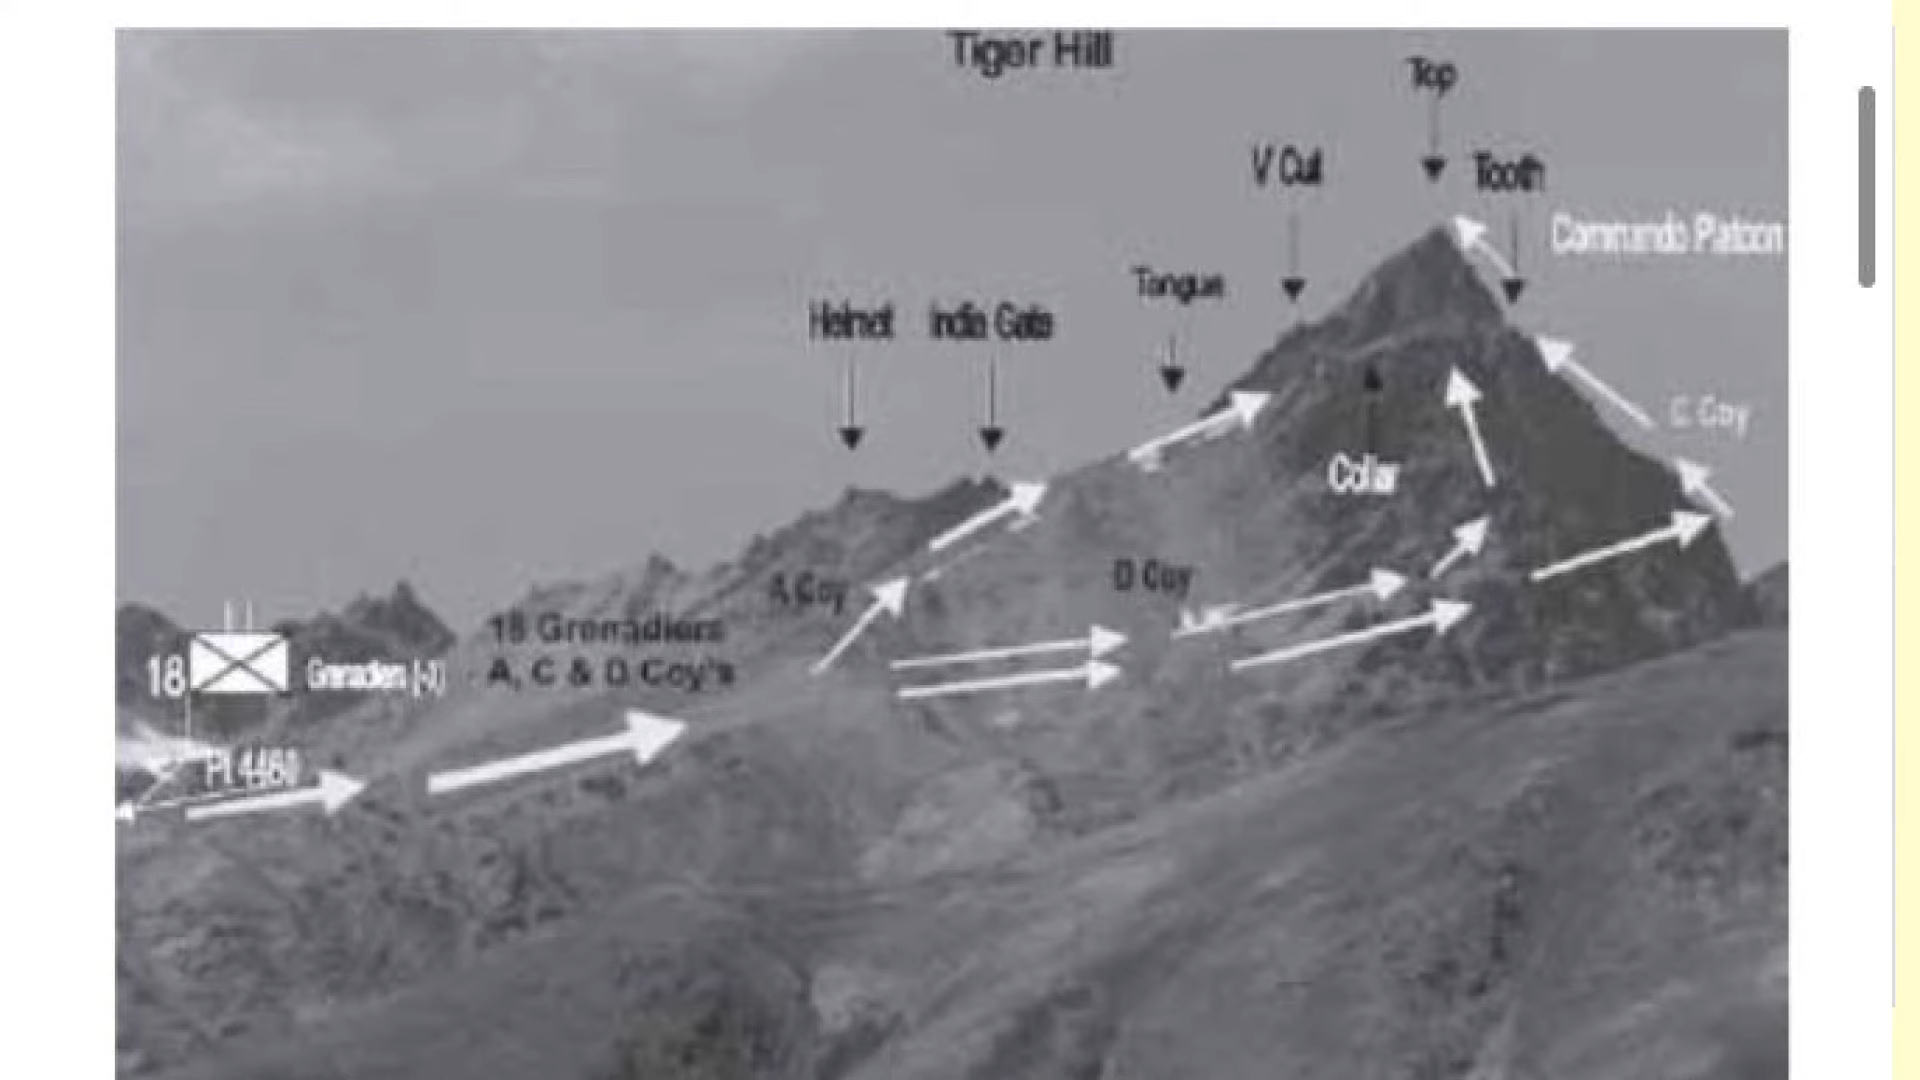 Tiger Hill
Top
V Cut
Tooth
Commando Platoon
Tongue
Helmet
India Gate
C Coy
Collar
A Coy
D Coy
18 Grenadiers
A, C & D Coy's
18
Grenadiers (-)
Pt 4460